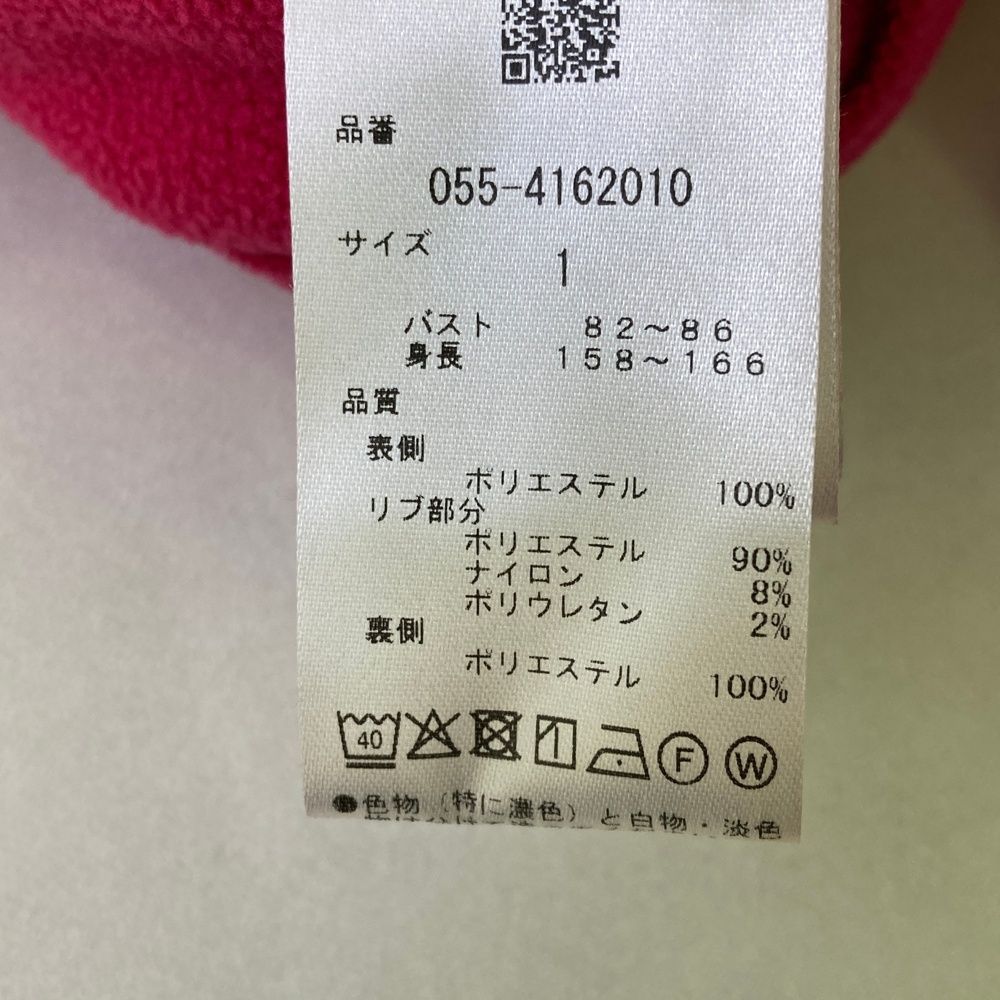 品番
055-4162010
サイズ
1
バスト 82～86
身長 158～166
品質
表側
ポリエステル 100%
リブ部分
ポリエステル 90%
ナイロン 8%
ポリウレタン 2%
裏側
ポリエステル 100%
40 F W
●色物（特に濃色）と白物・淡色